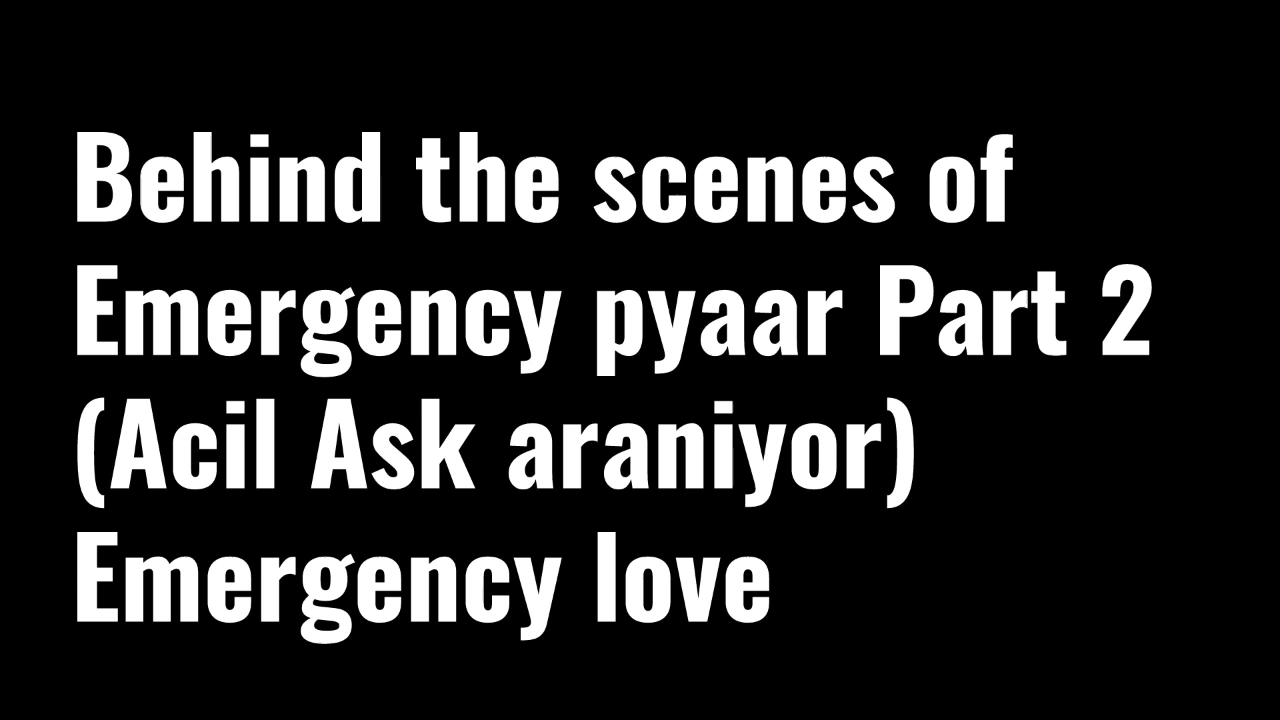 Behind the scenes of
Emergency pyaar Part 2
(Acil Ask araniyor)
Emergency love